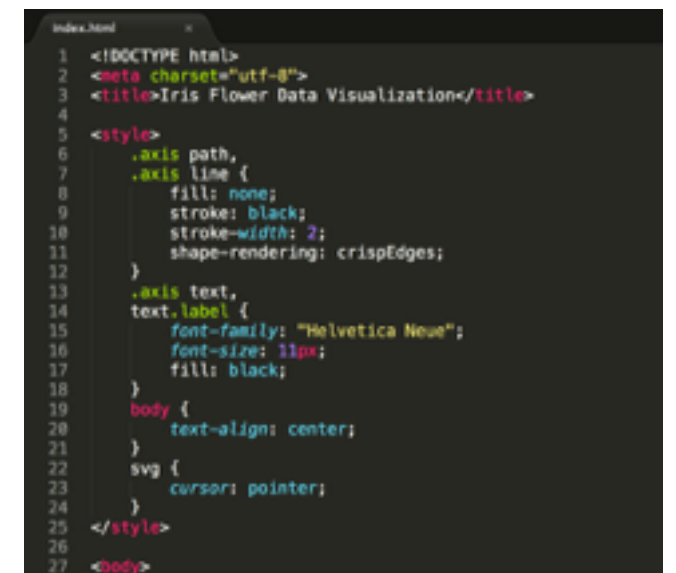 index.html ×
1 <!DOCTYPE html>
2 <meta charset="utf-8">
3 <title>Iris Flower Data Visualization</title>
4
5 <style>
6 .axis path,
7 .axis line {
8 fill: none;
9 stroke: black;
10 stroke-width: 2;
11 shape-rendering: crispEdges;
12 }
13 .axis text,
14 text.label {
15 font-family: "Helvetica Neue";
16 font-size: 11px;
17 fill: black;
18 }
19 body {
20 text-align: center;
21 }
22 svg {
23 cursor: pointer;
24 }
25 </style>
26
27 <body>